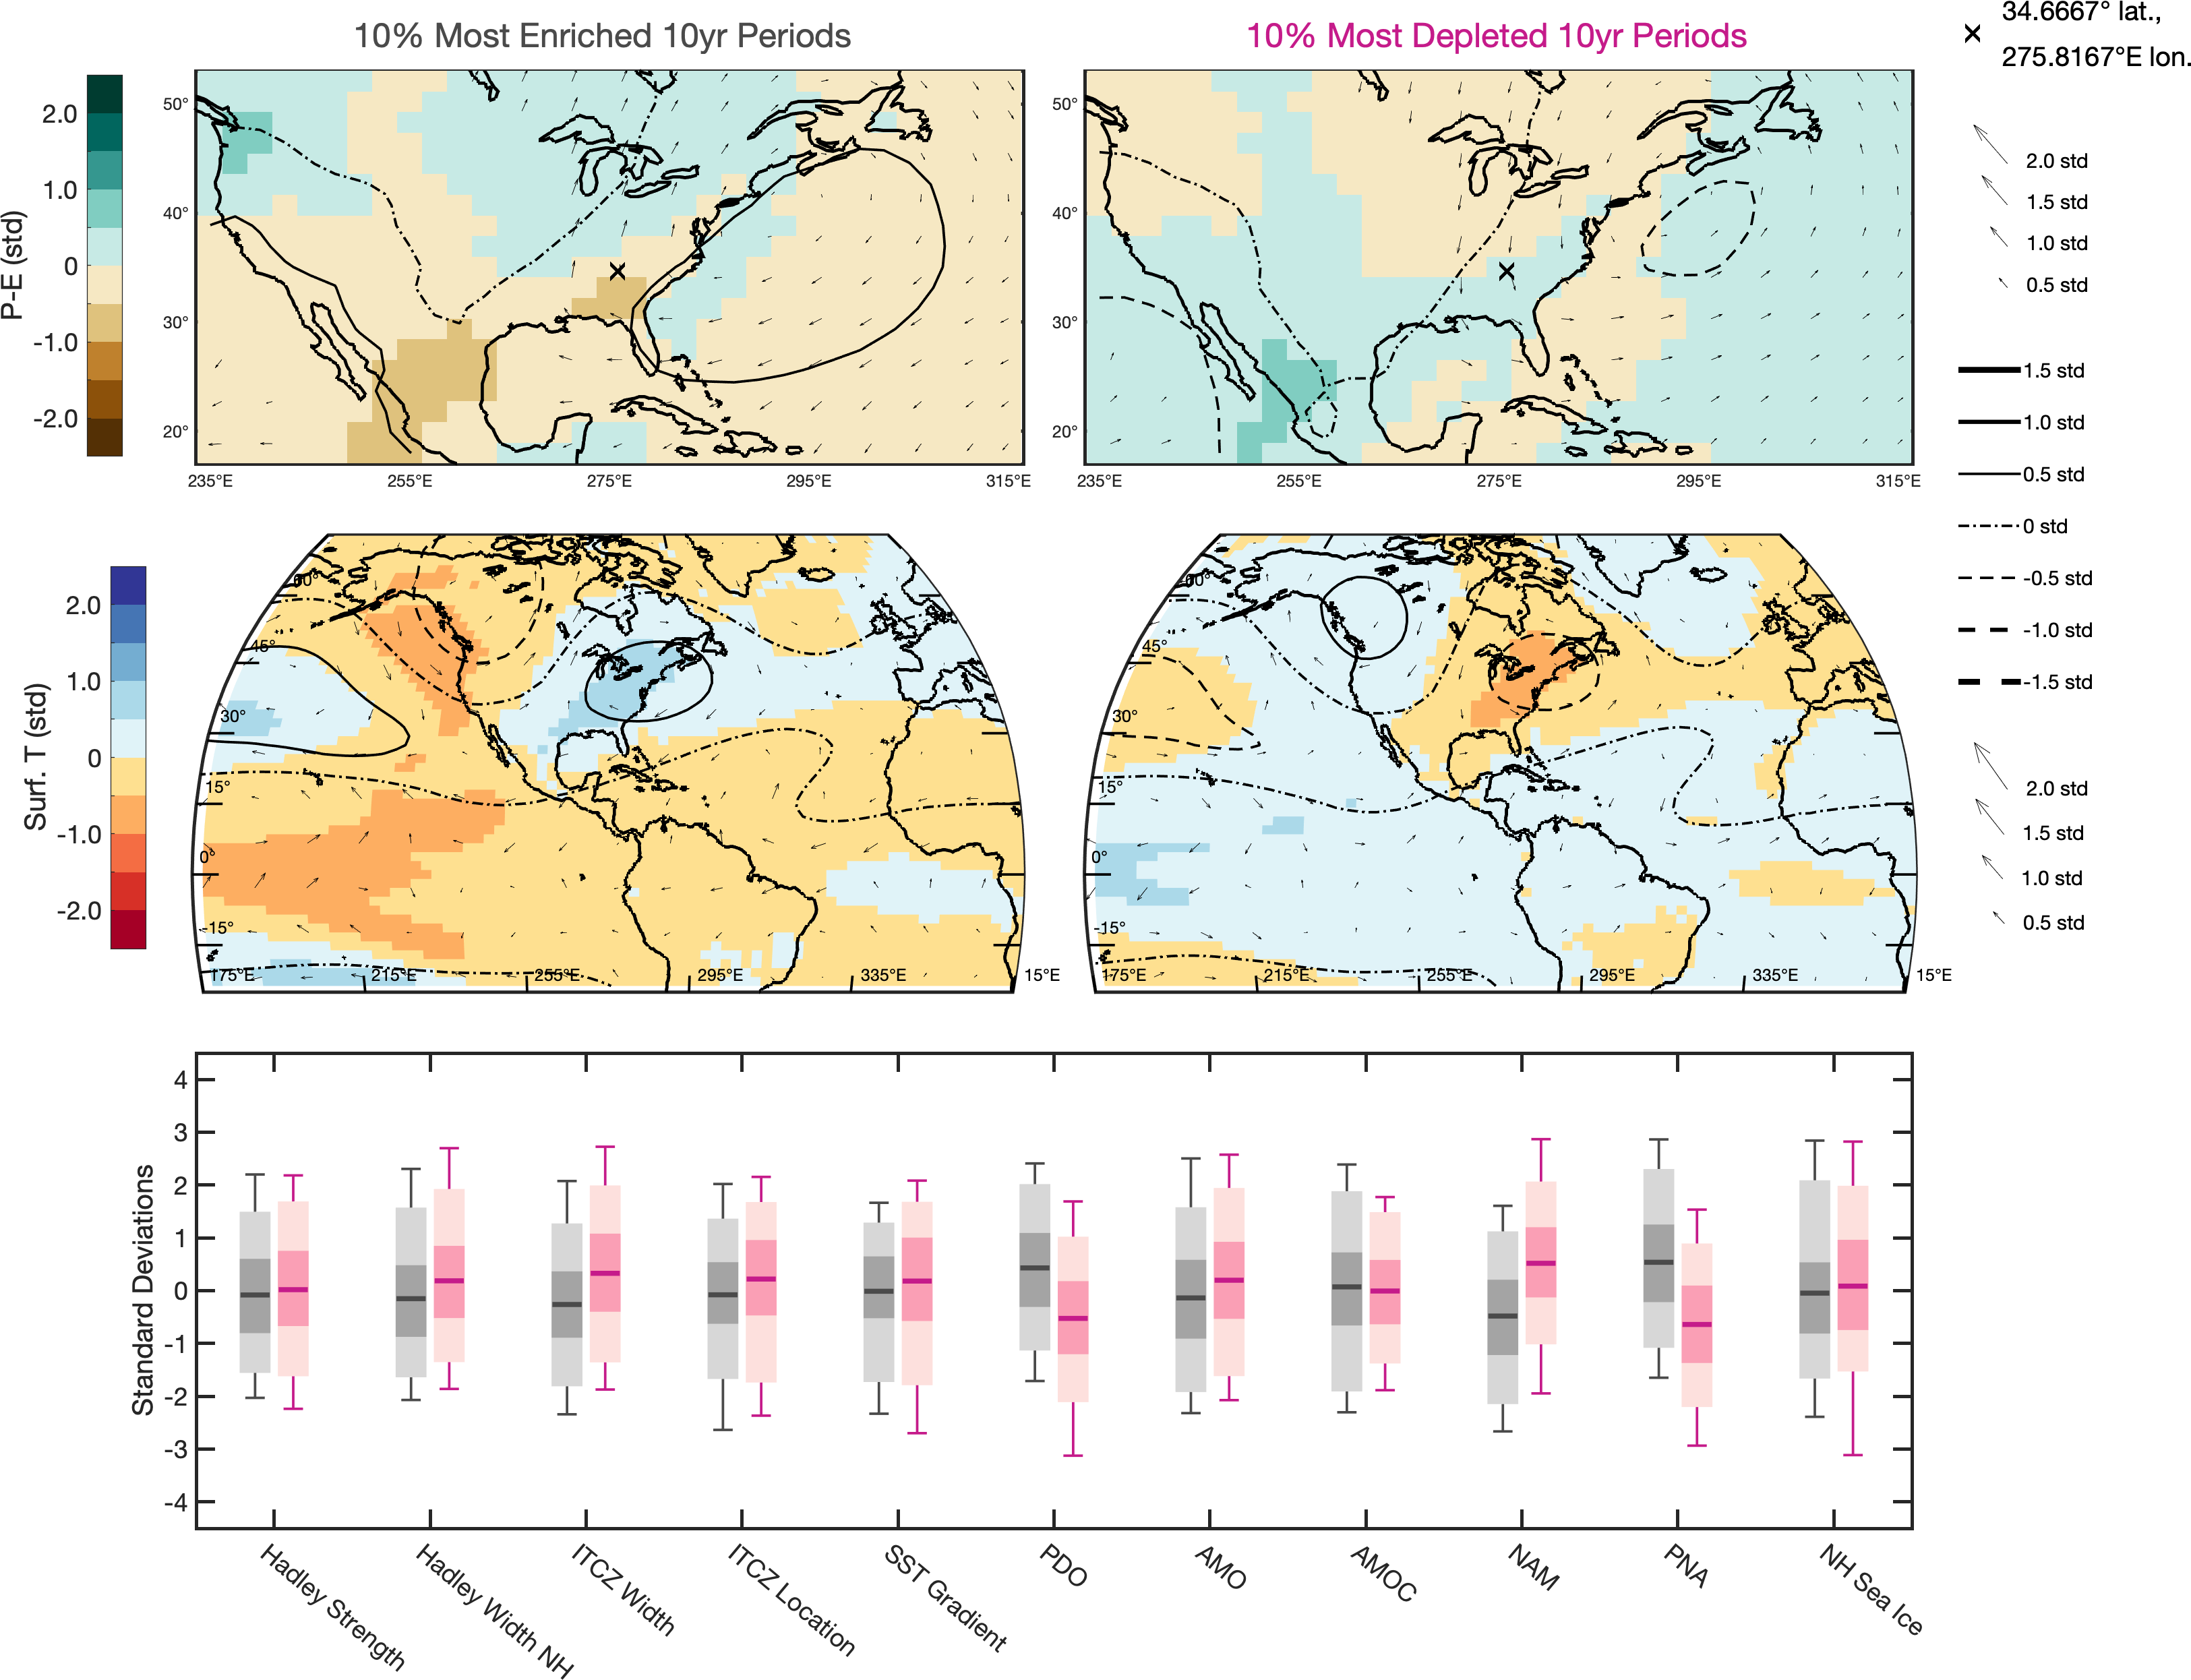 10% Most Enriched 10yr Periods
10% Most Depleted 10yr Periods
34.6667° lat.,
275.8167°E lon.
P-E (std)
2.0
1.0
0
-1.0
-2.0
50°
40°
30°
20°
235°E 255°E 275°E 295°E 315°E
50°
40°
30°
20°
235°E 255°E 275°E 295°E 315°E
2.0 std
1.5 std
1.0 std
0.5 std
1.5 std
1.0 std
0.5 std
0 std
-0.5 std
-1.0 std
-1.5 std
Surf. T (std)
2.0
1.0
0
-1.0
-2.0
60°
45°
30°
15°
0°
-15°
175°E 215°E 255°E 295°E 335°E 15°E
60°
45°
30°
15°
0°
-15°
175°E 215°E 255°E 295°E 335°E 15°E
2.0 std
1.5 std
1.0 std
0.5 std
Standard Deviations
4
3
2
1
0
-1
-2
-3
-4
Hadley Strength
Hadley Width NH
ITCZ Width
ITCZ Location
SST Gradient
PDO
AMO
AMOC
NAM
PNA
NH Sea Ice